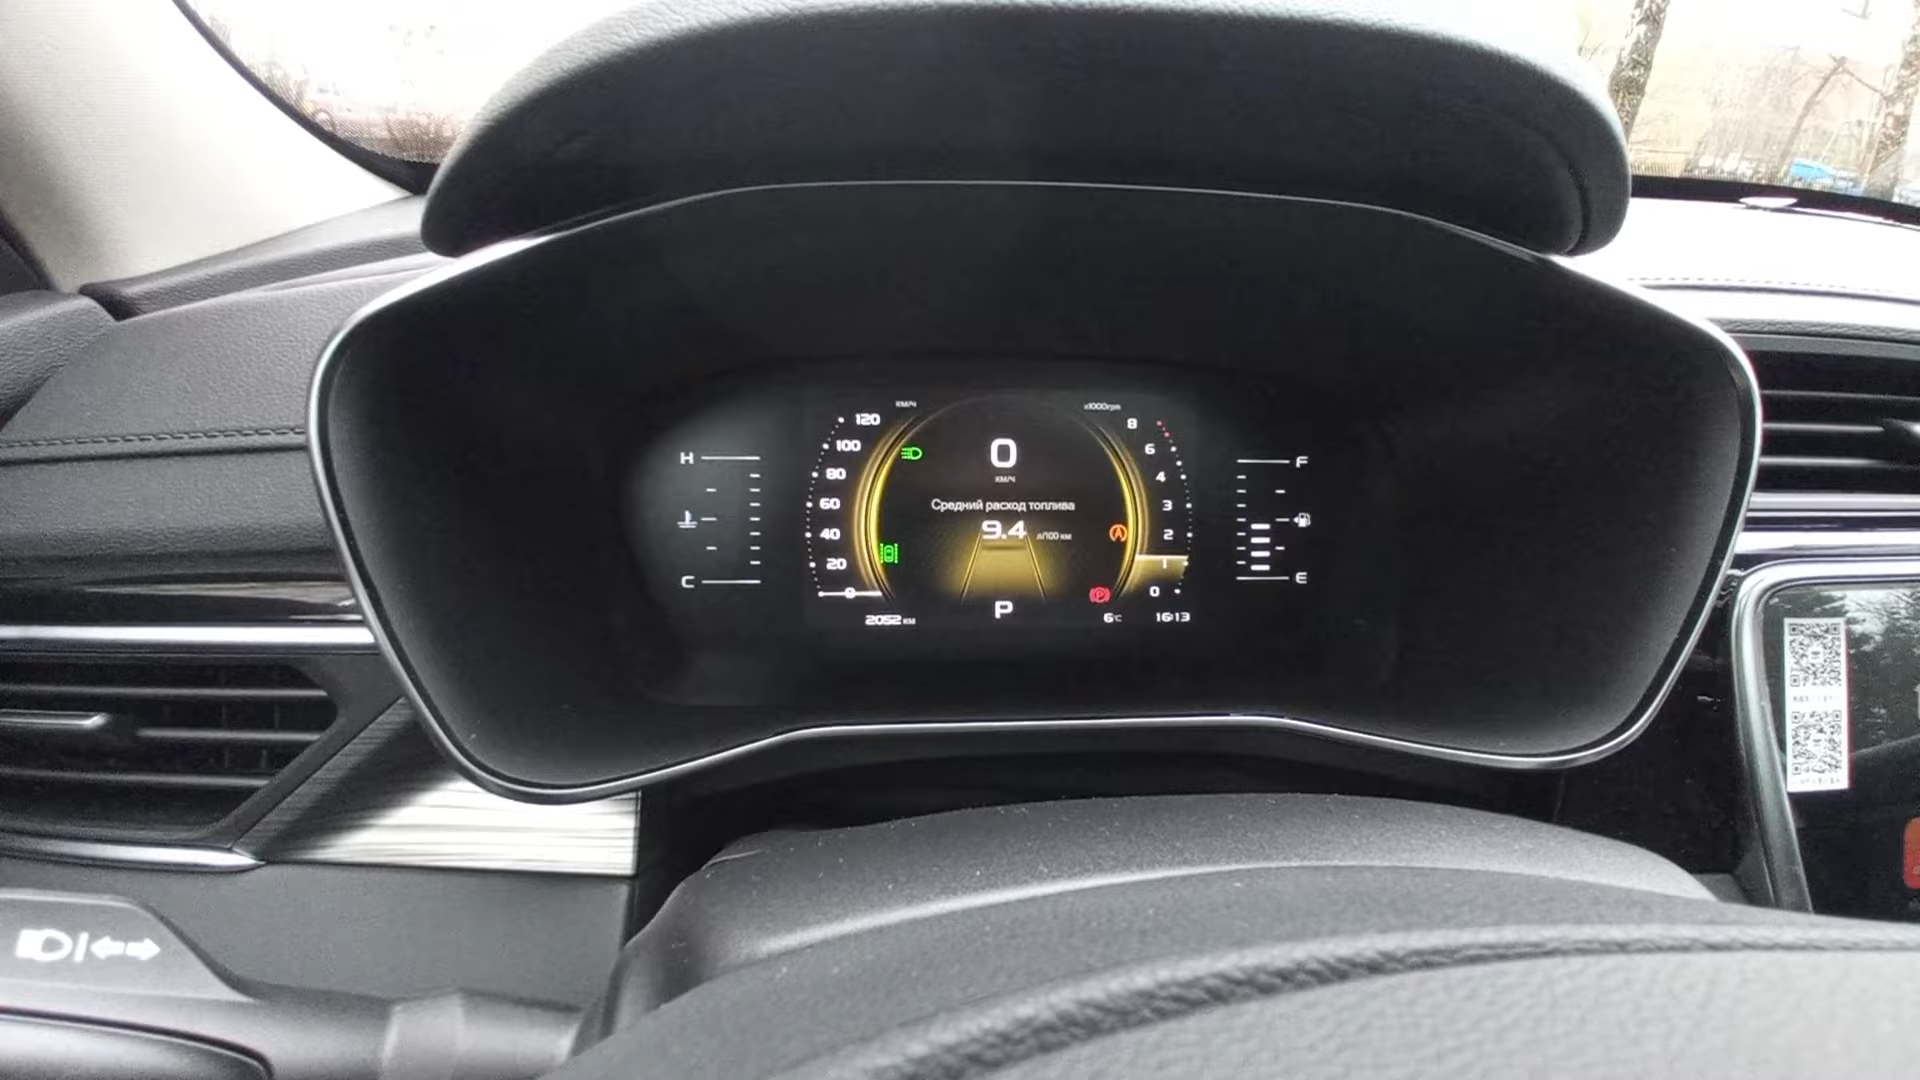 км/ч
x1000rpm
120
100
80
60
40
20
0
0
км/ч
Средний расход топлива
9.4 л/100 км
P
8
6
4
3
2
1
0
2052 км
6°C
16:13
H
C
F
E